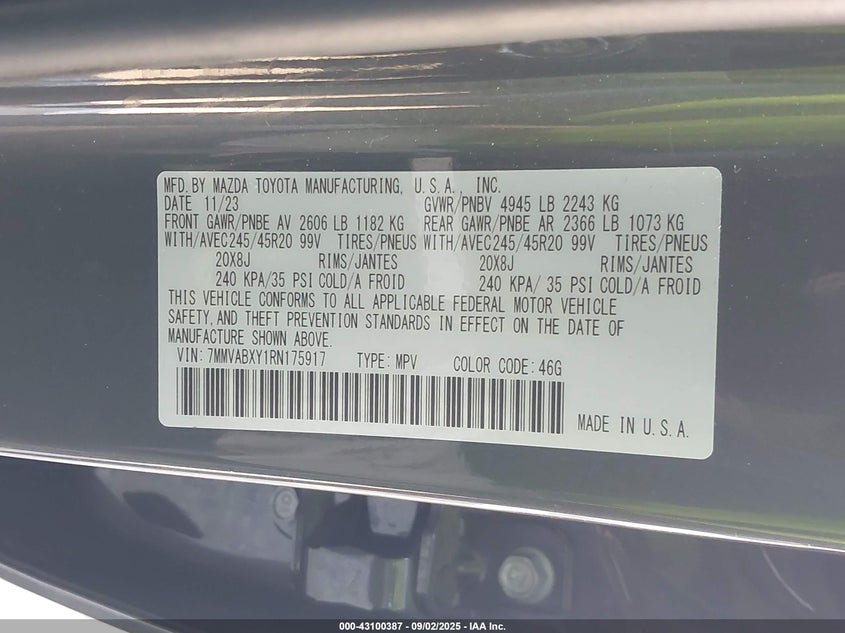 MFD. BY MAZDA TOYOTA MANUFACTURING, U.S.A., INC.
DATE 11/23 GVWR/PNBV 4945 LB 2243 KG
FRONT GAWR/PNBE AV 2606 LB 1182 KG REAR GAWR/PNBE AR 2366 LB 1073 KG
WITH/AVEC245/45R20 99V TIRES/PNEUS WITH/AVEC245/45R20 99V TIRES/PNEUS
20X8J RIMS/JANTES 20X8J RIMS/JANTES
240 KPA/35 PSI COLD/A FROID 240 KPA/ 35 PSI COLD/A FROID
THIS VEHICLE CONFORMS TO ALL APPLICABLE FEDERAL MOTOR VEHICLE
SAFETY, AND THEFT PREVENTION STANDARDS IN EFFECT ON THE DATE OF
MANUFACTURE SHOWN ABOVE.
VIN: 7MMVABXY1RN175917 TYPE: MPV COLOR CODE: 46G
MADE IN U.S.A.
000-43100387 - 09/02/2025 - IAA Inc.